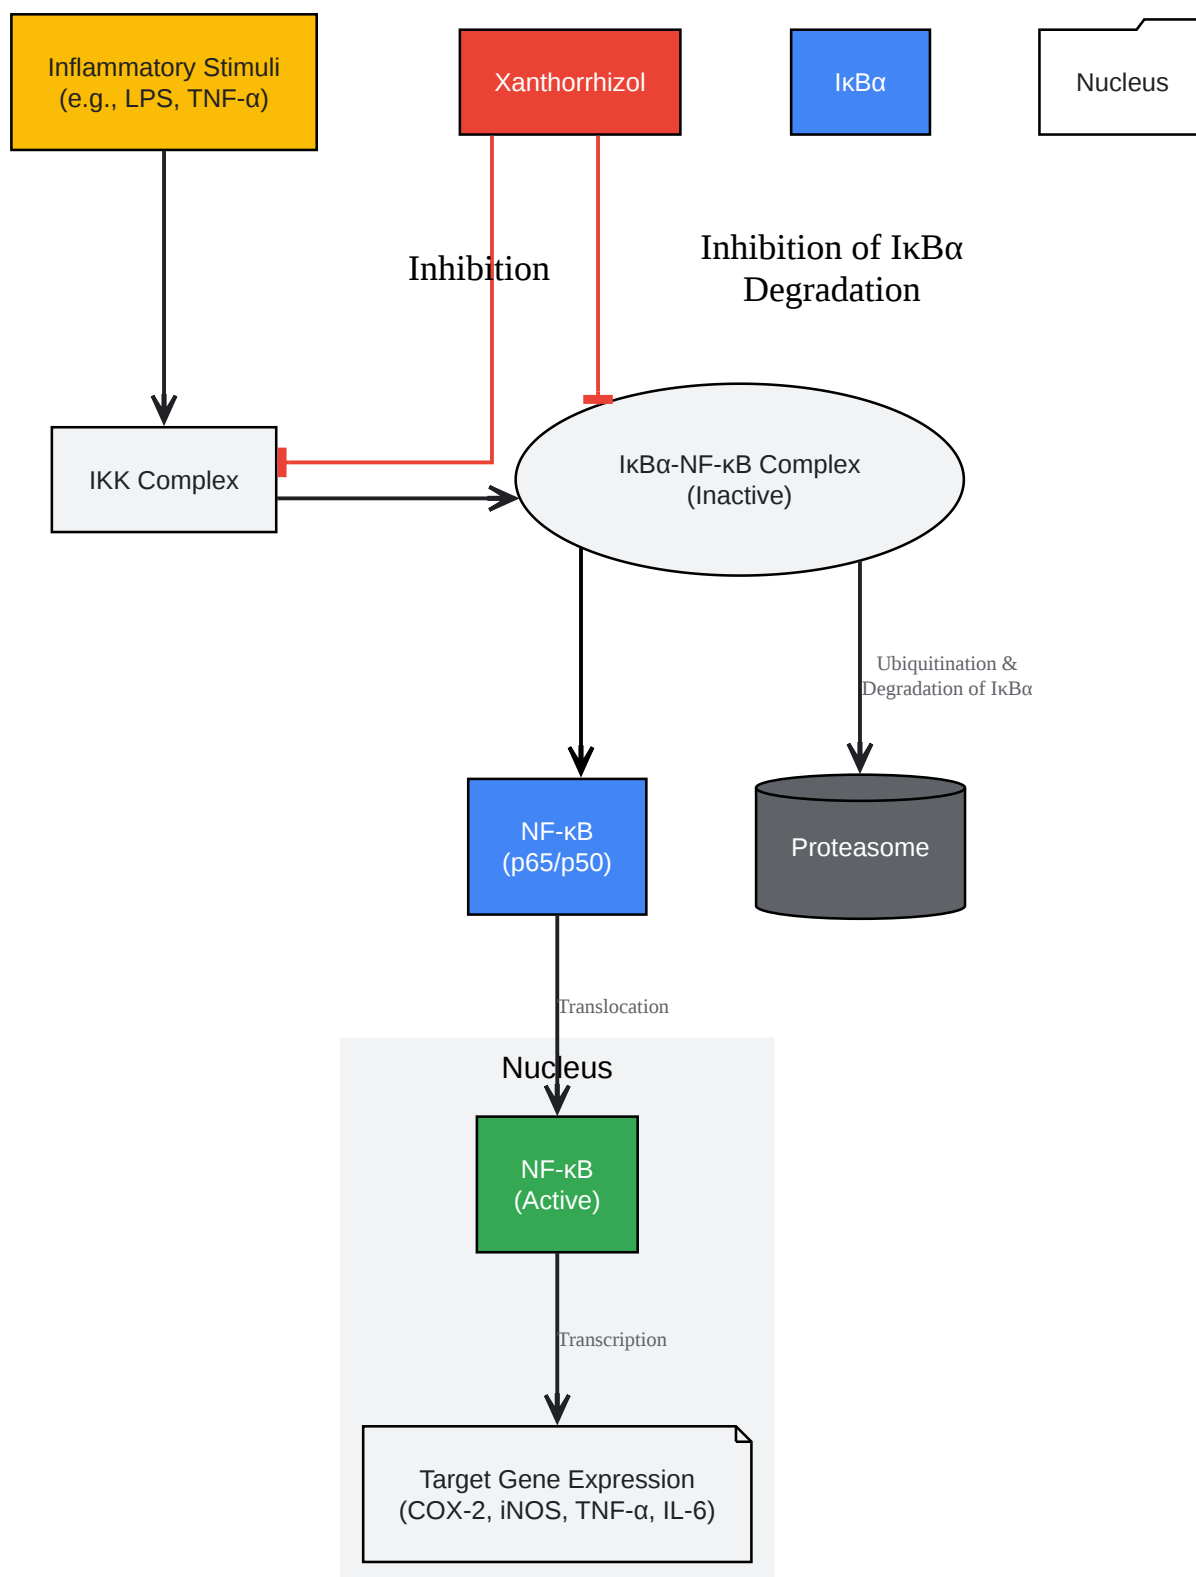 Inflammatory Stimuli
(e.g., LPS, TNF-α)
Xanthorrhizol
IκBα
Nucleus
Inhibition
Inhibition of IκBα
Degradation
IKK Complex
IκBα-NF-κB Complex
(Inactive)
Ubiquitination &
Degradation of IκBα
NF-κB
(p65/p50)
Proteasome
Translocation
Nucleus
NF-κB
(Active)
Transcription
Target Gene Expression
(COX-2, iNOS, TNF-α, IL-6)